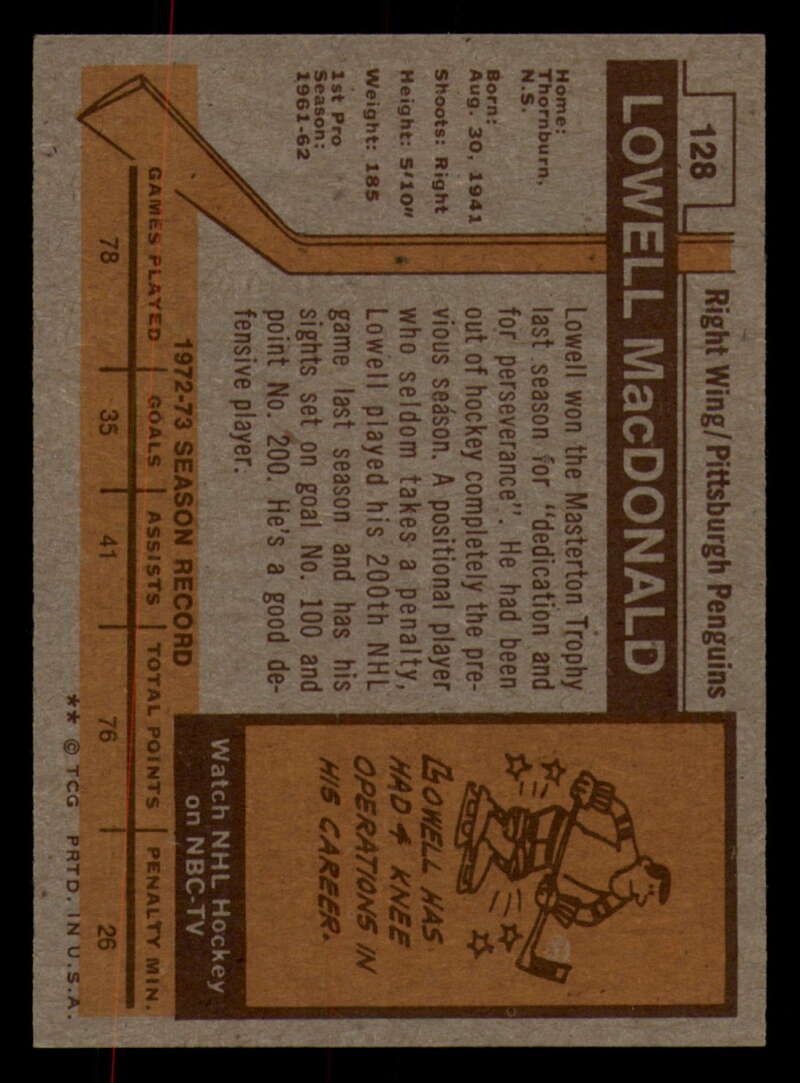 128
Right Wing/Pittsburgh Penguins
LOWELL MacDONALD
Home:
Thornburn,
N.S.
Born:
Aug. 30, 1941
Shoots: Right
Height: 5'10"
Weight: 185
1st Pro
Season:
1961-62
Lowell won the Masterton Trophy
last season for "dedication and
for perseverance". He had been
out of hockey completely the pre-
vious season. A positional player
who seldom takes a penalty,
Lowell played his 200th NHL
game last season and has his
sights set on goal No. 100 and
point No. 200. He's a good de-
fensive player.
LOWELL HAS
HAD 4 KNEE
OPERATIONS IN
HIS CAREER.
Watch NHL Hockey
on NBC-TV
1972-73 SEASON RECORD
GAMES PLAYED GOALS ASSISTS TOTAL POINTS PENALTY MIN.
78 35 41 76 26
** © TCG PRTD. IN U.S.A.